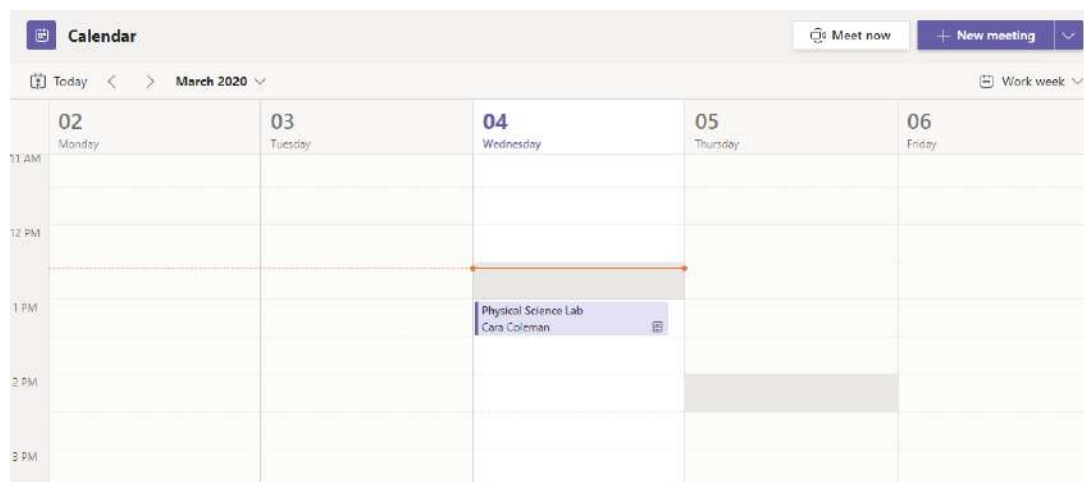 Calendar
Meet now
+ New meeting
Today
March 2020
Work week
02
Monday
03
Tuesday
04
Wednesday
05
Thursday
06
Friday
11 AM
12 PM
1 PM
Physical Science Lab
Cara Coleman
2 PM
3 PM